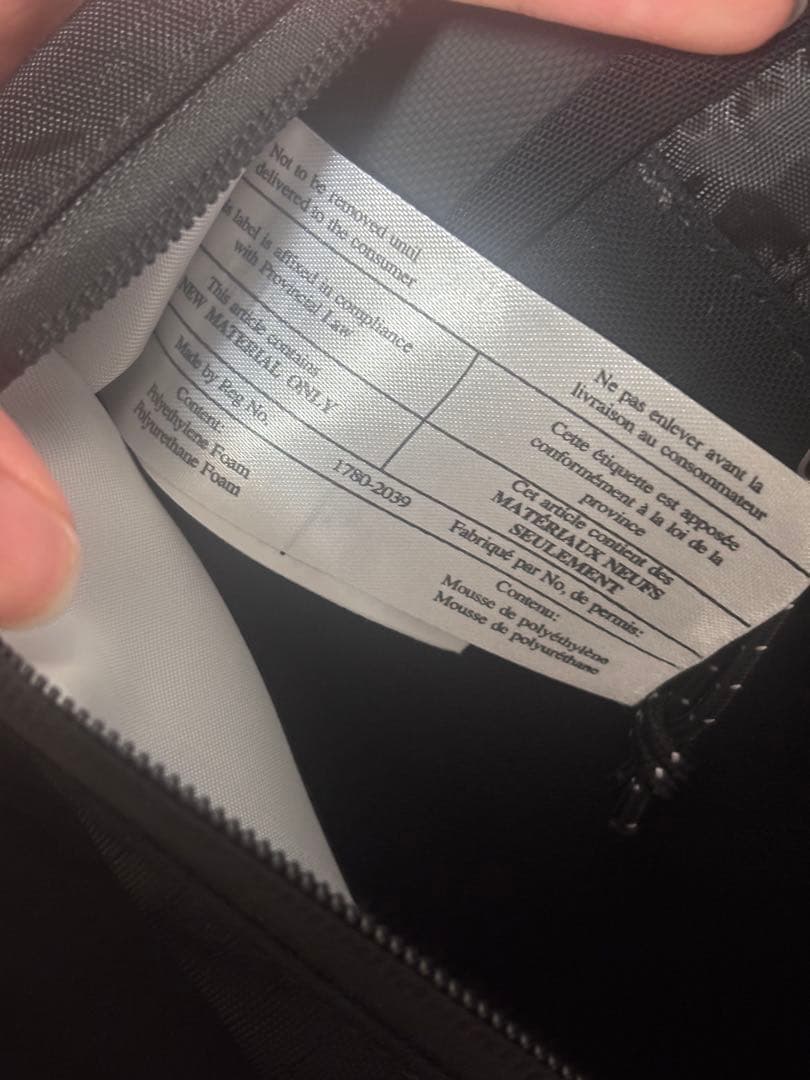 Not to be removed until
delivered to the consumer
Ne pas enlever avant la
livraison au consommateur
label is affixed in compliance
with Provincial Law
Cette étiquette est apposée
conformément à la loi de la
province
This article contains
NEW MATERIAL ONLY
Cet article contient des
MATÉRIAUX NEUFS
SEULEMENT
Made by Reg No. 1780-2039 Fabriqué par No, de permis:
Content:
Polyethylene Foam
Polyurethane Foam
Contenu:
Mousse de polyéthylène
Mousse de polyuréthane